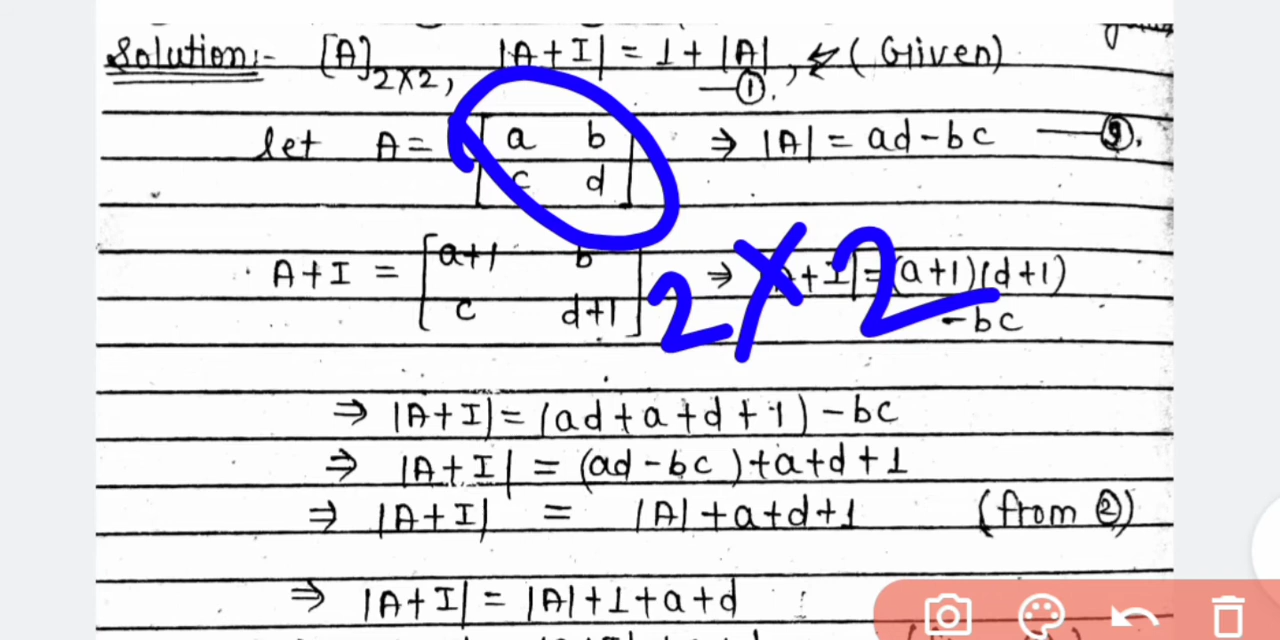 Solution:- [A]2×2, |A+I| = 1 + |A|, (Given)
—①.
let A = [a b ⇒ |A| = ad - bc —②.
c d]
A+I = [a+1 b ⇒ +I| = (a+1)(d+1)
c d+1] - bc
2×2
⇒ |A+I| = (ad + a + d + 1) - bc
⇒ |A+I| = (ad - bc) + a + d + 1
⇒ |A+I| = |A| + a + d + 1 (from ②)
⇒ |A+I| = |A| + 1 + a + d